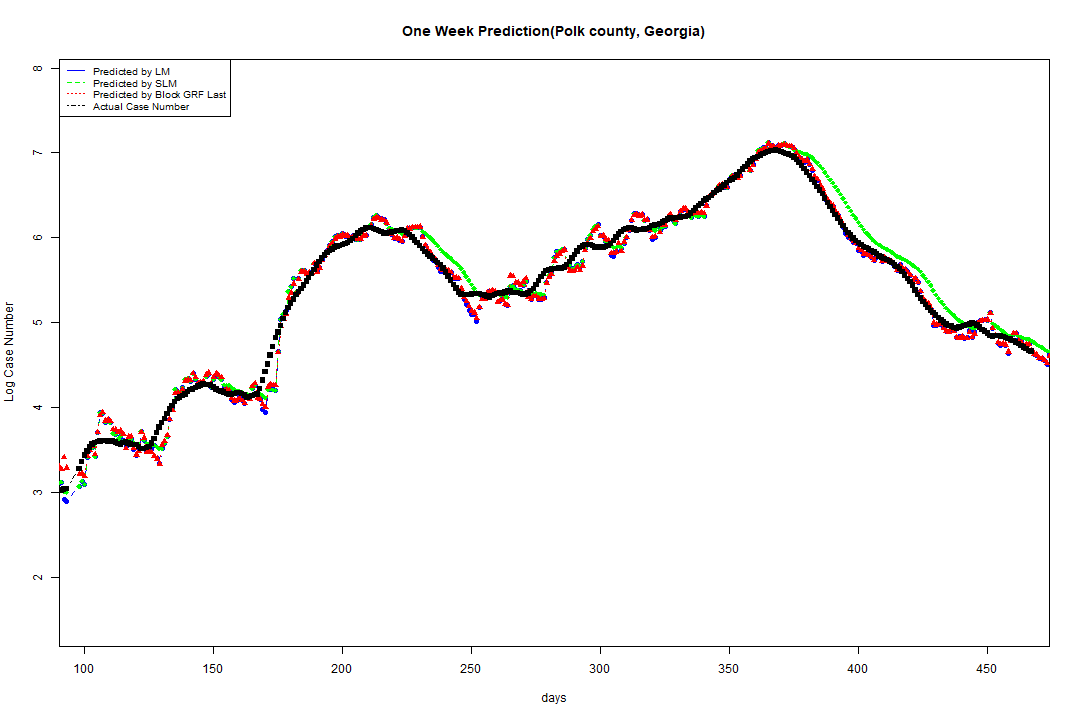 One Week Prediction(Polk county, Georgia)
Predicted by LM
Predicted by SLM
Predicted by Block GRF Last
Actual Case Number
8
7
6
5
4
3
2
Log Case Number
100 150 200 250 300 350 400 450
days